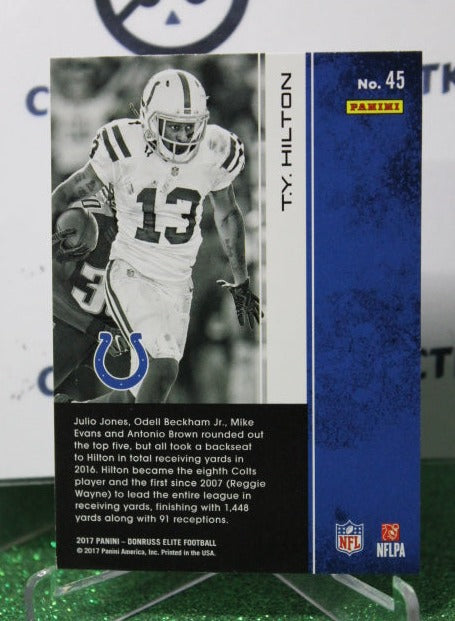 No. 45
PANINI
T.Y. HILTON
13
3
Julio Jones, Odell Beckham Jr., Mike
Evans and Antonio Brown rounded out
the top five, but all took a backseat
to Hilton in total receiving yards in
2016. Hilton became the eighth Colts
player and the first since 2007 (Reggie
Wayne) to lead the entire league in
receiving yards, finishing with 1,448
yards along with 91 receptions.
2017 PANINI – DONRUSS ELITE FOOTBALL
© 2017 Panini America, Inc. Printed in the USA.
NFL
NFLPA